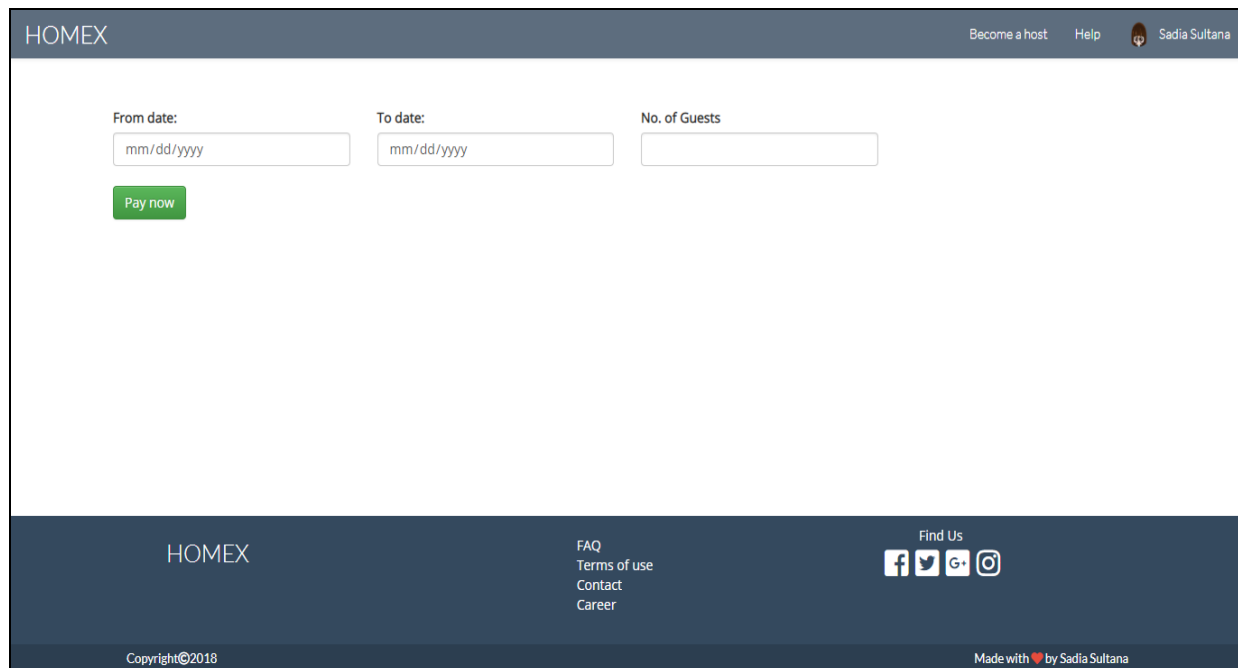 HOMEX
Become a host Help Sadia Sultana
From date: To date: No. of Guests
mm/dd/yyyy mm/dd/yyyy
Pay now
HOMEX
FAQ
Terms of use
Contact
Career
Find Us
Copyright©2018
Made with❤by Sadia Sultana